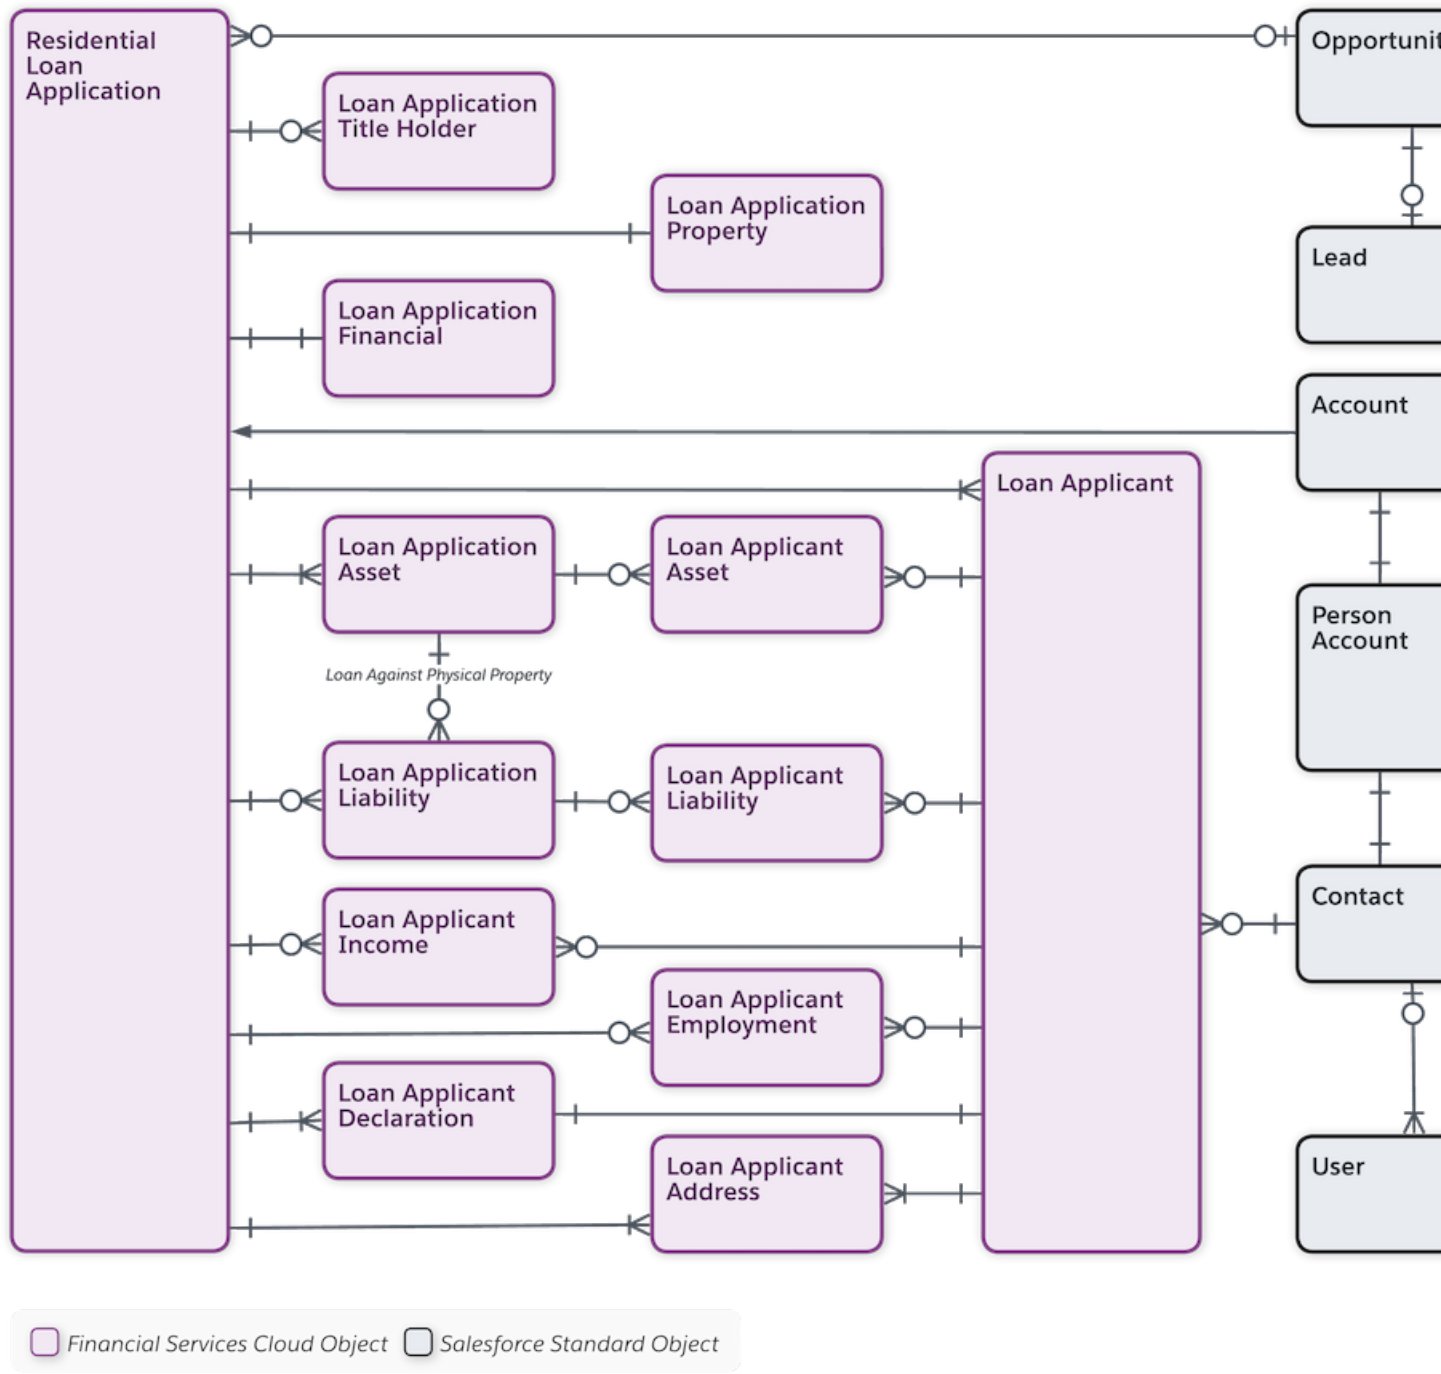 Residential
Loan
Application
Opportunit
Loan Application
Title Holder
Loan Application
Property
Lead
Loan Application
Financial
Account
Loan Applicant
Loan Application
Asset
Loan Applicant
Asset
Person
Account
Loan Against Physical Property
Loan Application
Liability
Loan Applicant
Liability
Contact
Loan Applicant
Income
Loan Applicant
Employment
Loan Applicant
Declaration
Loan Applicant
Address
User
Financial Services Cloud Object
Salesforce Standard Object